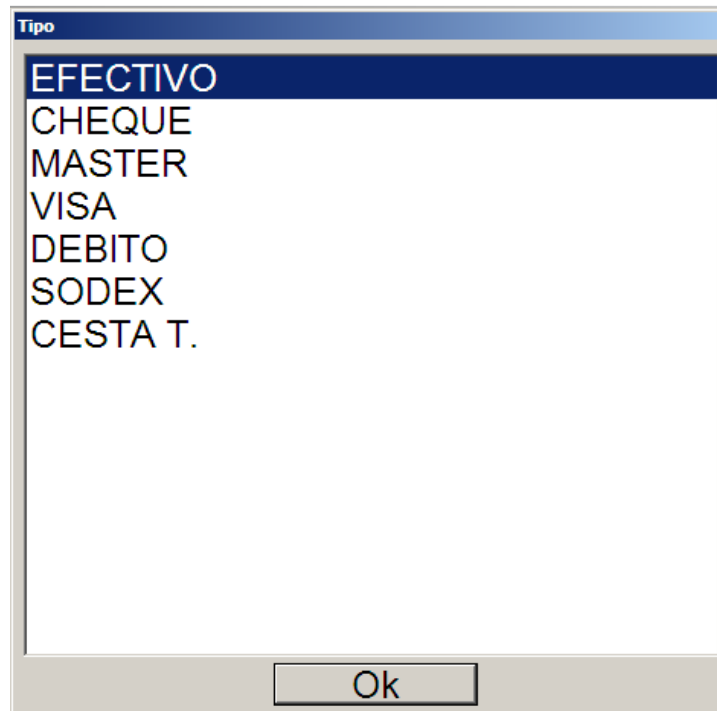 Tipo
EFECTIVO
CHEQUE
MASTER
VISA
DEBITO
SODEX
CESTA T.
Ok